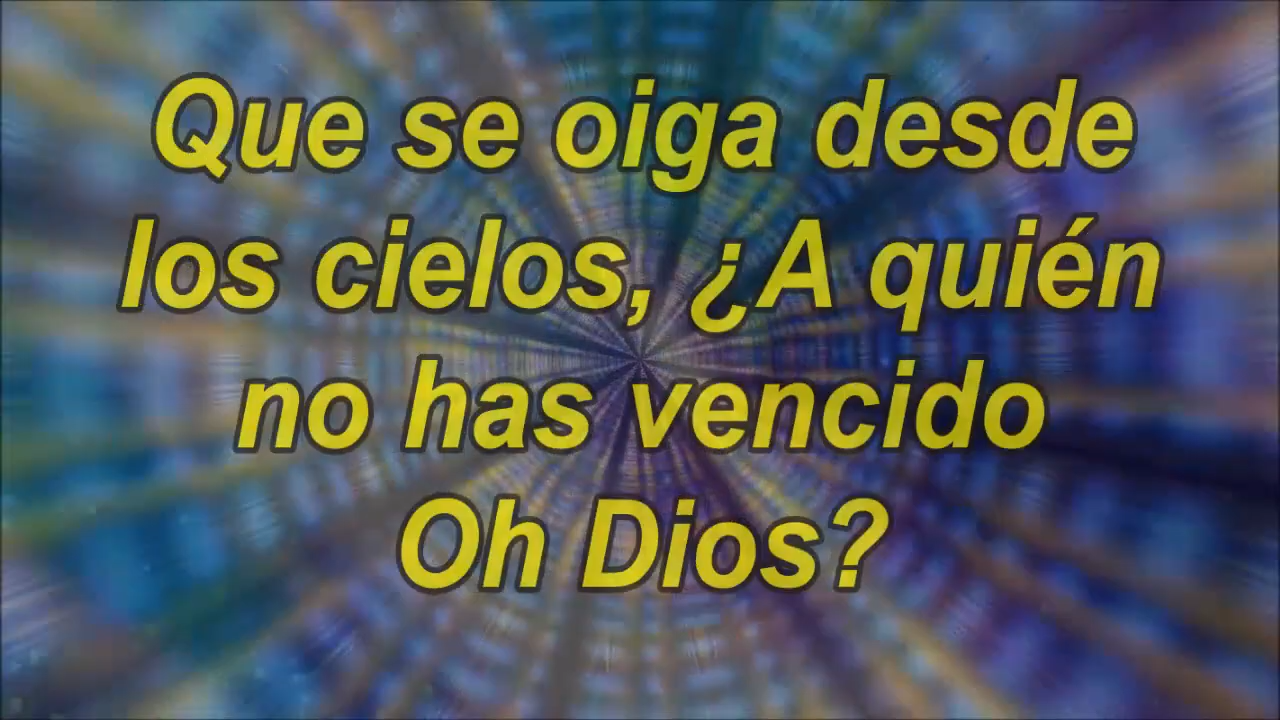 Que se oiga desde
los cielos, ¿A quién
no has vencido
Oh Dios?